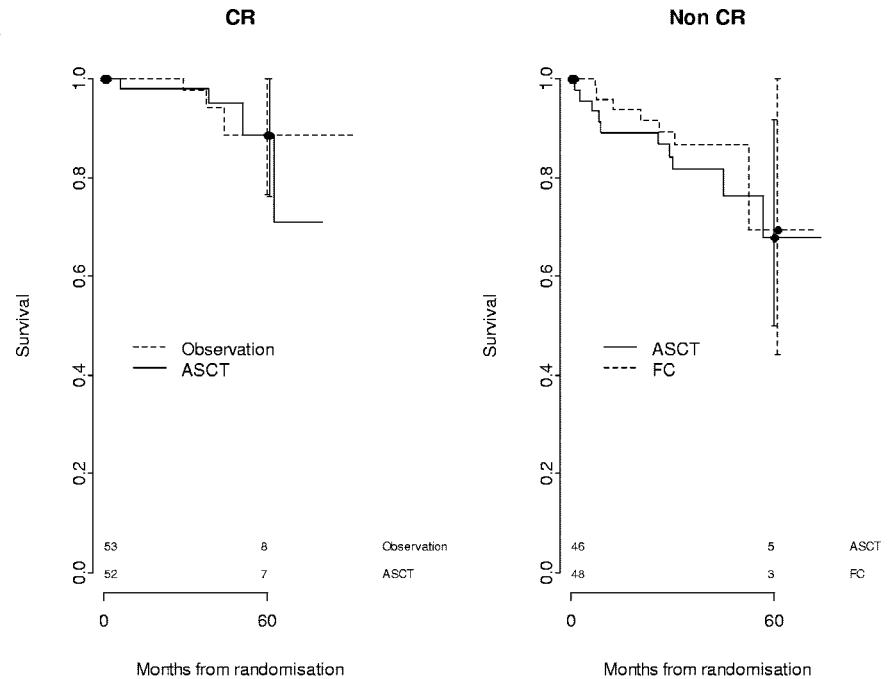 CR
Non CR
Survival
1.0
0.8
0.6
0.4
0.2
0.0
Observation
ASCT
53 8 Observation
52 7 ASCT
0 60
Months from randomisation
Survival
1.0
0.8
0.6
0.4
0.2
0.0
ASCT
FC
46 5 ASCT
48 3 FC
0 60
Months from randomisation